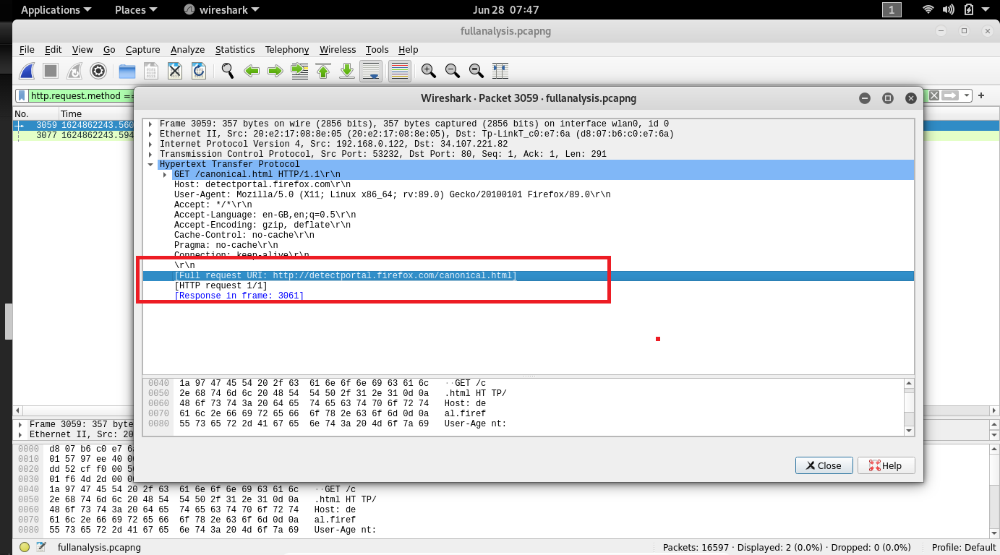 Applications Places wireshark Jun 28 07:47 1
fullanalysis.pcapng
File Edit View Go Capture Analyze Statistics Telephony Wireless Tools Help
http.request.method ==
No. Time
3059 1624862243.560
3077 1624862243.594
Wireshark · Packet 3059 · fullanalysis.pcapng
Frame 3059: 357 bytes on wire (2856 bits), 357 bytes captured (2856 bits) on interface wlan0, id 0
Ethernet II, Src: 20:e2:17:08:8e:05 (20:e2:17:08:8e:05), Dst: Tp-LinkT_c0:e7:6a (d8:07:b6:c0:e7:6a)
Internet Protocol Version 4, Src: 192.168.0.122, Dst: 34.107.221.82
Transmission Control Protocol, Src Port: 53232, Dst Port: 80, Seq: 1, Ack: 1, Len: 291
Hypertext Transfer Protocol
GET /canonical.html HTTP/1.1\r\n
Host: detectportal.firefox.com\r\n
User-Agent: Mozilla/5.0 (X11; Linux x86_64; rv:89.0) Gecko/20100101 Firefox/89.0\r\n
Accept: */*\r\n
Accept-Language: en-GB,en;q=0.5\r\n
Accept-Encoding: gzip, deflate\r\n
Cache-Control: no-cache\r\n
Pragma: no-cache\r\n
Connection: keep-alive\r\n
\r\n
[Full request URI: http://detectportal.firefox.com/canonical.html]
[HTTP request 1/1]
[Response in frame: 3061]
0040 1a 97 47 45 54 20 2f 63 61 6e 6f 6e 69 63 61 6c ··GET /c
0050 2e 68 74 6d 6c 20 48 54 54 50 2f 31 2e 31 0d 0a .html HT TP/
0060 48 6f 73 74 3a 20 64 65 74 65 63 74 70 6f 72 74 Host: de
0070 61 6c 2e 66 69 72 65 66 6f 78 2e 63 6f 6d 0d 0a al.firef
0080 55 73 65 72 2d 41 67 65 6e 74 3a 20 4d 6f 7a 69 User-Age nt:
Close Help
Frame 3059: 357 byte
Ethernet II, Src: 20
0000 d8 07 b6 c0 e7 6a
0010 01 57 97 ee 40 00
0020 dd 52 cf f0 00 50
0030 01 f6 4d 2d 00 00
0040 1a 97 47 45 54 20 2f 63 61 6e 6f 6e 69 63 61 6c ··GET /c
0050 2e 68 74 6d 6c 20 48 54 54 50 2f 31 2e 31 0d 0a .html HT TP/
0060 48 6f 73 74 3a 20 64 65 74 65 63 74 70 6f 72 74 Host: de
0070 61 6c 2e 66 69 72 65 66 6f 78 2e 63 6f 6d 0d 0a al.firef
0080 55 73 65 72 2d 41 67 65 6e 74 3a 20 4d 6f 7a 69 User-Age nt:
fullanalysis.pcapng Packets: 16597 · Displayed: 2 (0.0%) · Dropped: 0 (0.0%) Profile: Default